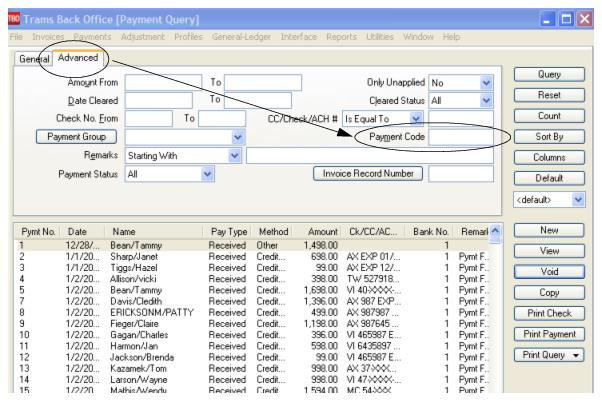 TBO Trams Back Office [Payment Query]
File Invoices Payments Adjustment Profiles General-Ledger Interface Reports Utilities Window Help
General Advanced
Amount From To Only Unapplied No
Date Cleared To Cleared Status All
Check No. From To CC/Check/ACH # Is Equal To
Payment Group Payment Code
Remarks Starting With
Payment Status All Invoice Record Number
Query
Reset
Count
Sort By
Columns
Default
<default>
New
View
Void
Copy
Print Check
Print Payment
Print Query
Pymt No. Date Name Pay Type Method Amount Ck/CC/AC... Bank No. Remark
1 12/28/... Bean/Tammy Received Other 1,498.00 1
2 1/1/20... Sharp/Janet Received Credit... 698.00 AX EXP 01/... 1 Pymt F...
3 1/1/20... Tiggs/Hazel Received Credit... 99.00 AX EXP 12/... 1 Pymt F...
4 1/2/20... Allison/vicki Received Credit... 398.00 TW 527918... 1 Pymt F...
5 1/2/20... Bean/Tammy Received Credit... 1,698.00 VI 40-XXXX-... 1 Pymt F...
7 1/2/20... Davis/Cledith Received Credit... 1,396.00 AX 987 EXP... 1 Pymt F...
8 1/2/20... ERICKSONM/PATTY Received Credit... 499.00 AX 987987 ... 1 Pymt F...
9 1/2/20... Fieger/Claire Received Credit... 1,198.00 AX 987645 ... 1 Pymt F...
10 1/2/20... Gagan/Charles Received Credit... 396.00 VI 465987 E... 1 Pymt F...
11 1/2/20... Harmon/Jan Received Credit... 598.00 VI 6435897 ... 1 Pymt F...
12 1/2/20... Jackson/Brenda Received Credit... 99.00 VI 465987 E... 1 Pymt F...
13 1/2/20... Kazamek/Tom Received Credit... 998.00 AX 37-XXX... 1 Pymt F...
14 1/2/20... Larson/Wayne Received Credit... 998.00 VI 47-XXXX-... 1 Pymt F...
15 1/2/20... Mathis/Wendy Received Credit... 1,594.00 MC 54-XXX... 1 Pymt F...